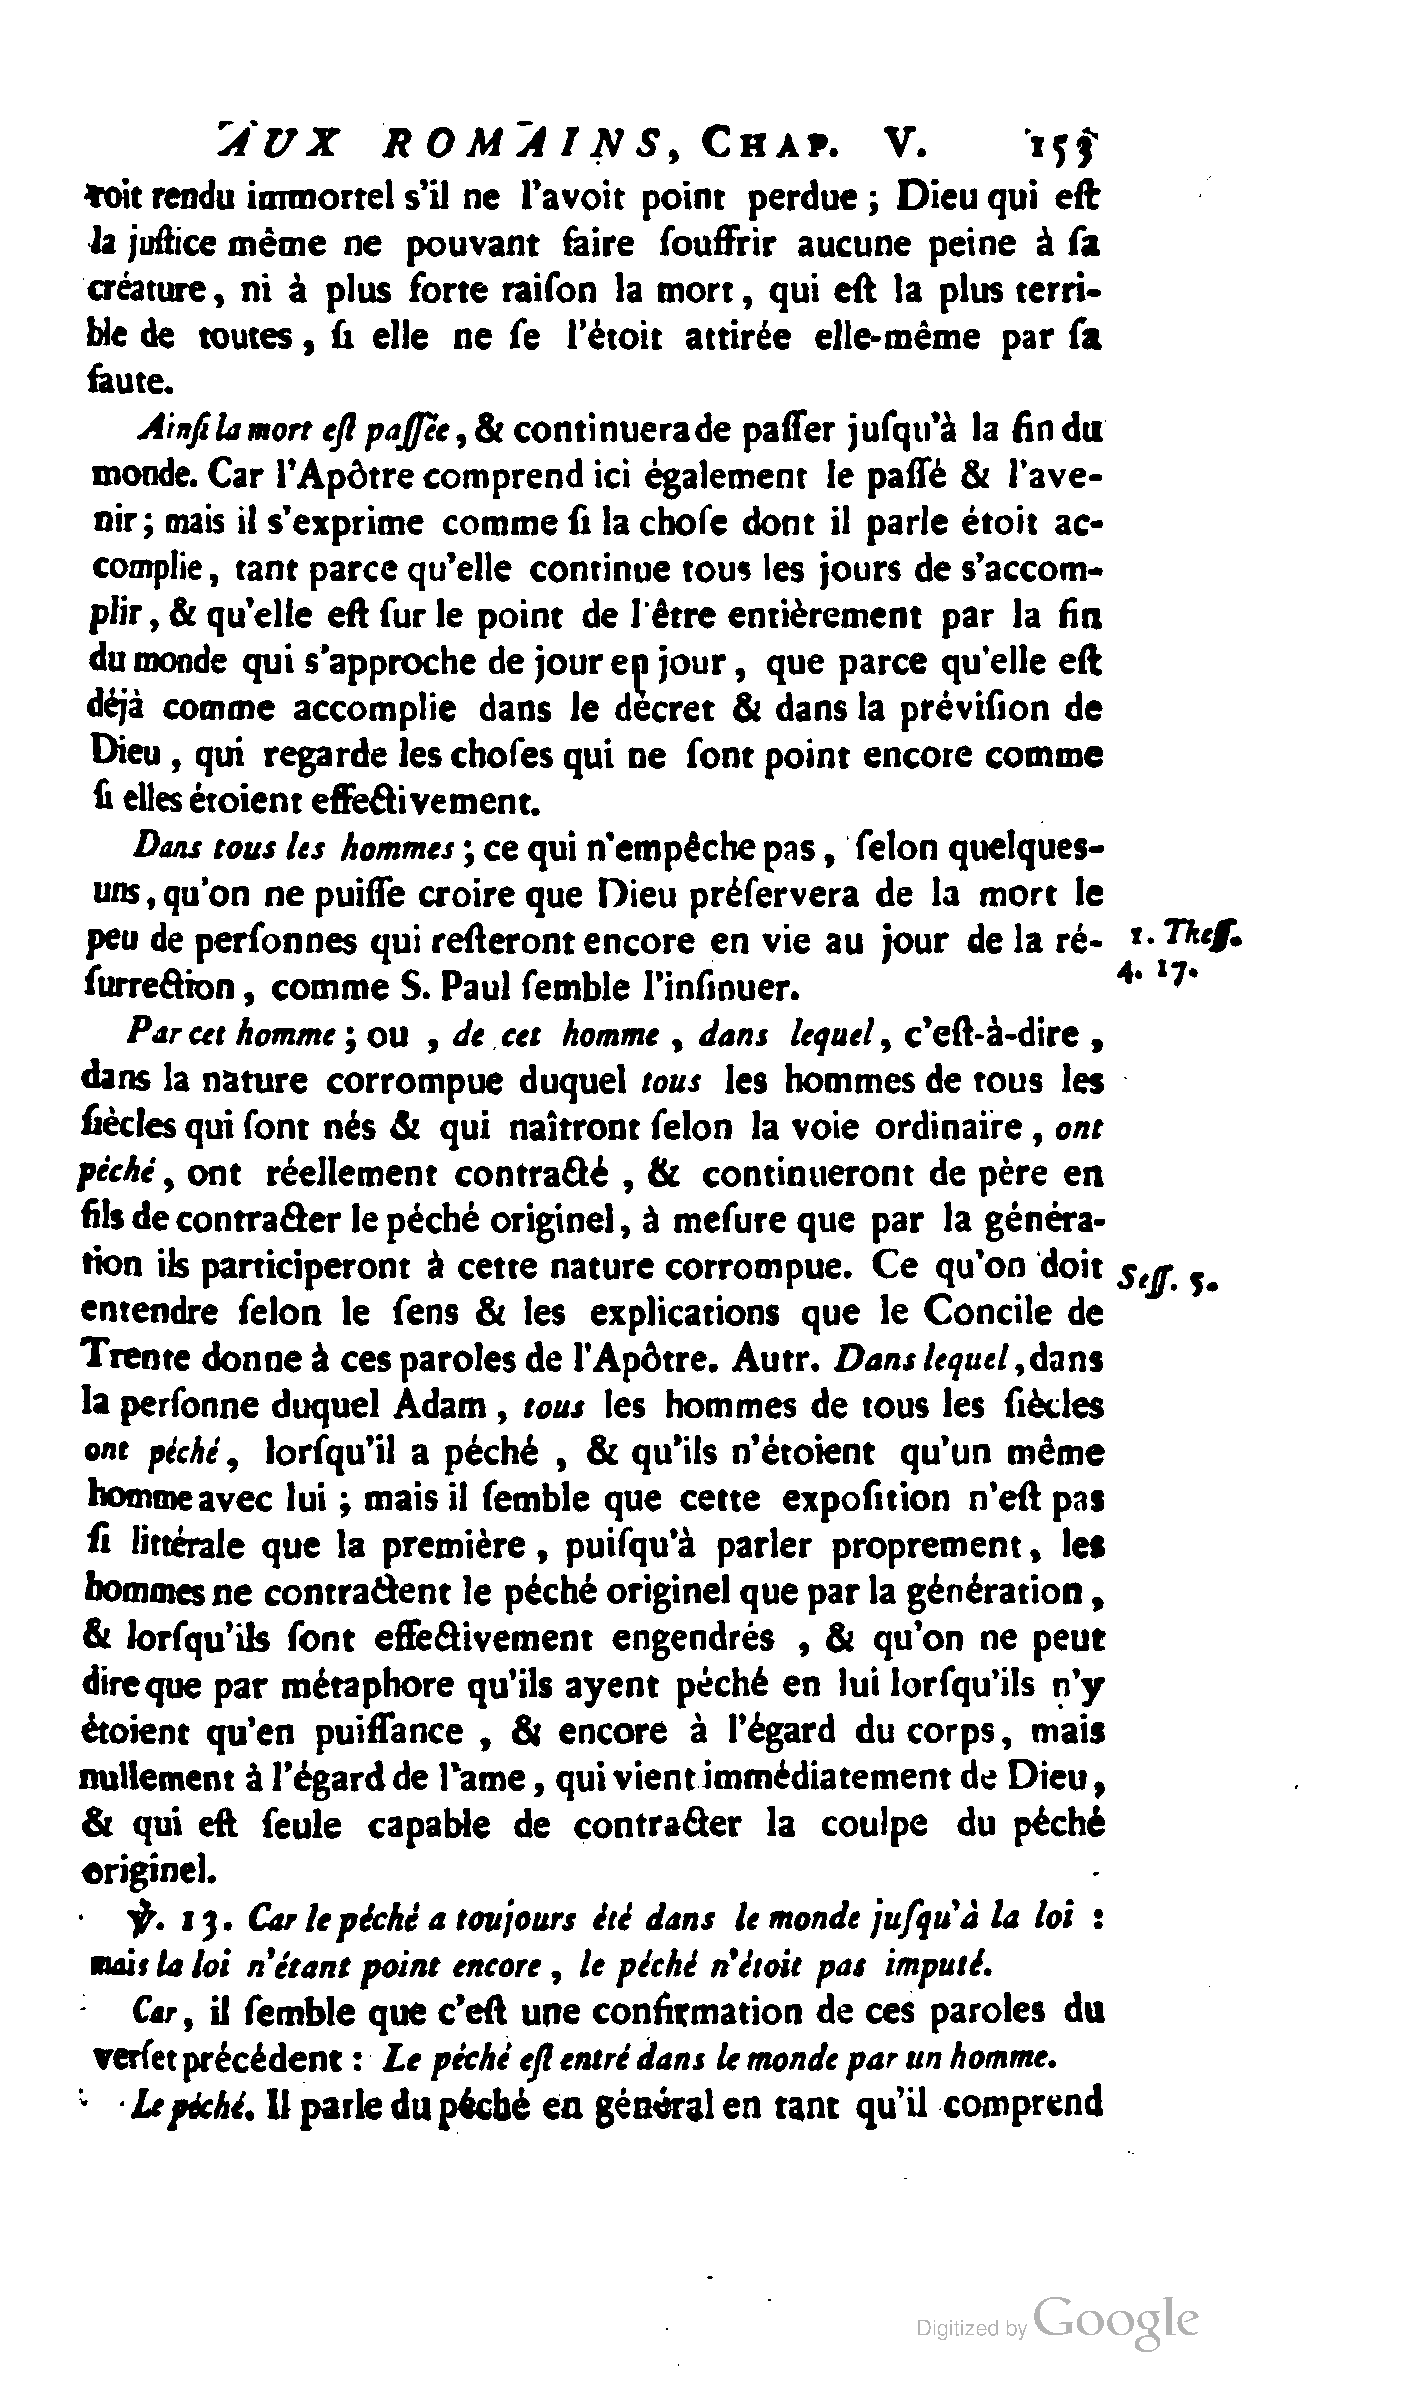 AUX ROMAINS, CHAP. V. 153
roit rendu immortel s'il ne l'avoit point perdue ; Dieu qui eſt
la juſtice même ne pouvant faire ſouffrir aucune peine à ſa
créature, ni à plus forte raiſon la mort, qui eſt la plus terri-
ble de toutes, ſi elle ne ſe l'étoit attirée elle-même par ſa
faute.
Ainſi la mort eſt paſſée, & continuera de paſſer juſqu'à la fin du
monde. Car l'Apôtre comprend ici également le paſſé & l'ave-
nir ; mais il s'exprime comme ſi la choſe dont il parle étoit ac-
complie, tant parce qu'elle continue tous les jours de s'accom-
plir, & qu'elle eſt ſur le point de l'être entièrement par la fin
du monde qui s'approche de jour en jour, que parce qu'elle eſt
déjà comme accomplie dans le décret & dans la préviſion de
Dieu, qui regarde les choſes qui ne ſont point encore comme
ſi elles étoient effectivement.
Dans tous les hommes ; ce qui n'empêche pas, ſelon quelques-
uns, qu'on ne puiſſe croire que Dieu préſervera de la mort le
peu de perſonnes qui reſteront encore en vie au jour de la ré-
1. Theſſ.
4. 17.
ſurrection, comme S. Paul ſemble l'inſinuer.
Par cet homme ; ou, de cet homme, dans lequel, c'eſt-à-dire,
dans la nature corrompue duquel tous les hommes de tous les
ſiècles qui ſont nés & qui naîtront ſelon la voie ordinaire, ont
péché, ont réellement contracté, & continueront de père en
fils de contracter le péché originel, à meſure que par la généra-
tion ils participeront à cette nature corrompue. Ce qu'on doit
Seſſ. 5.
entendre ſelon le ſens & les explications que le Concile de
Trente donne à ces paroles de l'Apôtre. Autr. Dans lequel, dans
la perſonne duquel Adam, tous les hommes de tous les ſiècles
ont péché, lorſqu'il a péché, & qu'ils n'étoient qu'un même
homme avec lui ; mais il ſemble que cette expoſition n'eſt pas
ſi littérale que la première, puiſqu'à parler proprement, les
hommes ne contractent le péché originel que par la génération,
& lorſqu'ils ſont effectivement engendrés, & qu'on ne peut
dire que par métaphore qu'ils ayent péché en lui lorſqu'ils n'y
étoient qu'en puiſſance, & encore à l'égard du corps, mais
nullement à l'égard de l'ame, qui vient immédiatement de Dieu,
& qui eſt ſeule capable de contracter la coulpe du péché
originel.
℣. 13. Car le péché a toujours été dans le monde juſqu'à la loi :
mais la loi n'étant point encore, le péché n'étoit pas imputé.
Car, il ſemble que c'eſt une confirmation de ces paroles du
verſet précédent : Le péché eſt entré dans le monde par un homme.
Le péché. Il parle du péché en général en tant qu'il comprend
Digitized by Google